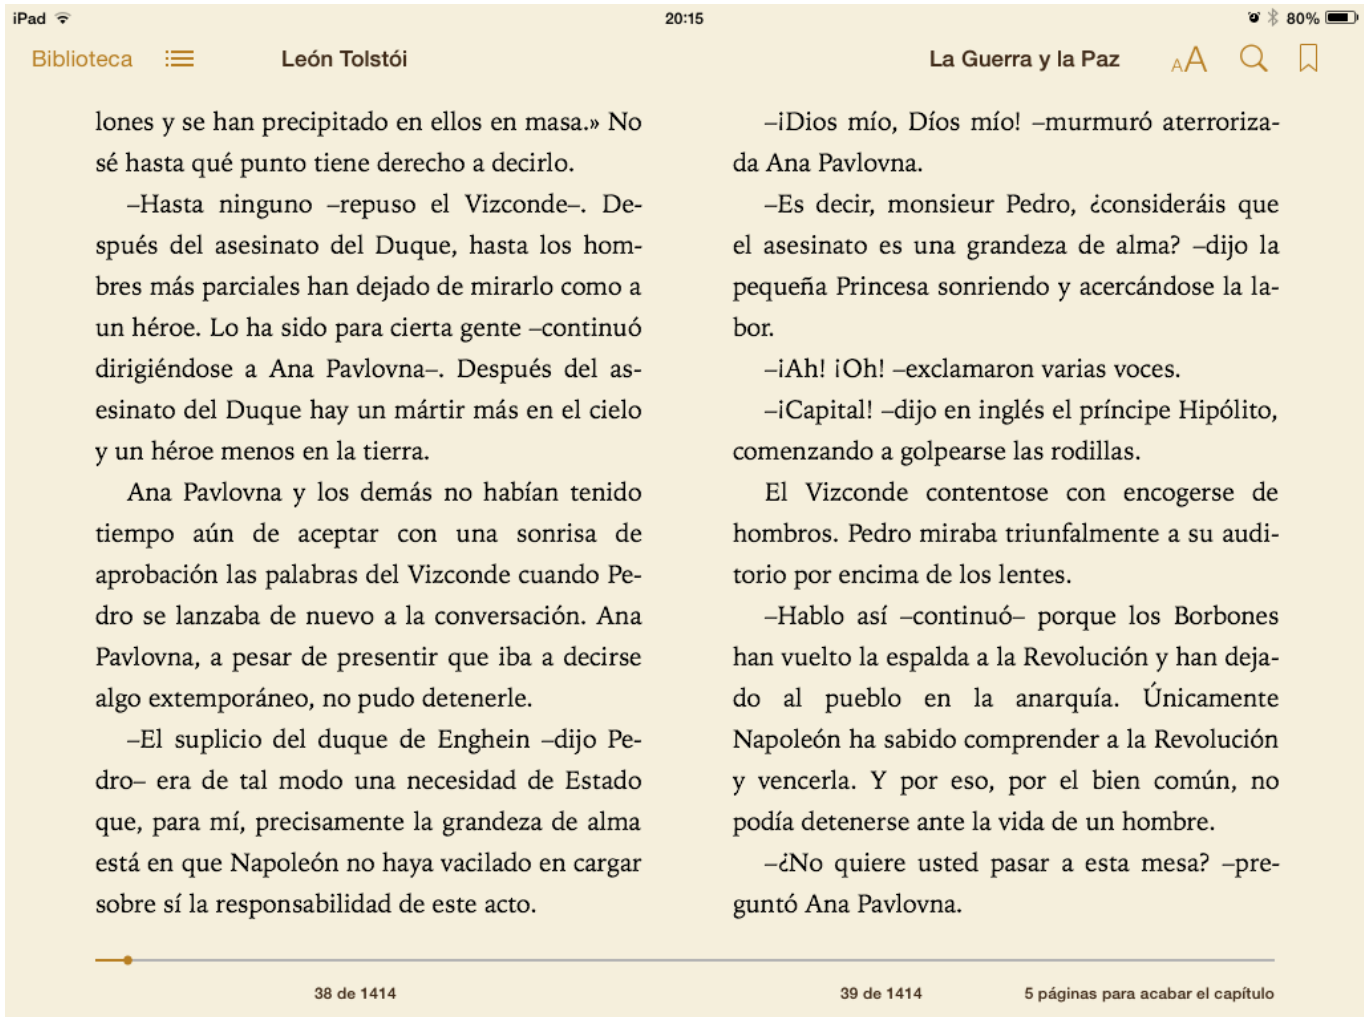 iPad 20:15 80%
Biblioteca León Tolstói La Guerra y la Paz AA
lones y se han precipitado en ellos en masa.» No
sé hasta qué punto tiene derecho a decirlo.
–Hasta ninguno –repuso el Vizconde–. De-
spués del asesinato del Duque, hasta los hom-
bres más parciales han dejado de mirarlo como a
un héroe. Lo ha sido para cierta gente –continuó
dirigiéndose a Ana Pavlovna–. Después del as-
esinato del Duque hay un mártir más en el cielo
y un héroe menos en la tierra.
Ana Pavlovna y los demás no habían tenido
tiempo aún de aceptar con una sonrisa de
aprobación las palabras del Vizconde cuando Pe-
dro se lanzaba de nuevo a la conversación. Ana
Pavlovna, a pesar de presentir que iba a decirse
algo extemporáneo, no pudo detenerle.
–El suplicio del duque de Enghein –dijo Pe-
dro– era de tal modo una necesidad de Estado
que, para mí, precisamente la grandeza de alma
está en que Napoleón no haya vacilado en cargar
sobre sí la responsabilidad de este acto.
–¡Dios mío, Díos mío! –murmuró aterroriza-
da Ana Pavlovna.
–Es decir, monsieur Pedro, ¿consideráis que
el asesinato es una grandeza de alma? –dijo la
pequeña Princesa sonriendo y acercándose la la-
bor.
–¡Ah! ¡Oh! –exclamaron varias voces.
–¡Capital! –dijo en inglés el príncipe Hipólito,
comenzando a golpearse las rodillas.
El Vizconde contentose con encogerse de
hombros. Pedro miraba triunfalmente a su audi-
torio por encima de los lentes.
–Hablo así –continuó– porque los Borbones
han vuelto la espalda a la Revolución y han deja-
do al pueblo en la anarquía. Únicamente
Napoleón ha sabido comprender a la Revolución
y vencerla. Y por eso, por el bien común, no
podía detenerse ante la vida de un hombre.
–¿No quiere usted pasar a esta mesa? –pre-
guntó Ana Pavlovna.
38 de 1414 39 de 1414 5 páginas para acabar el capítulo